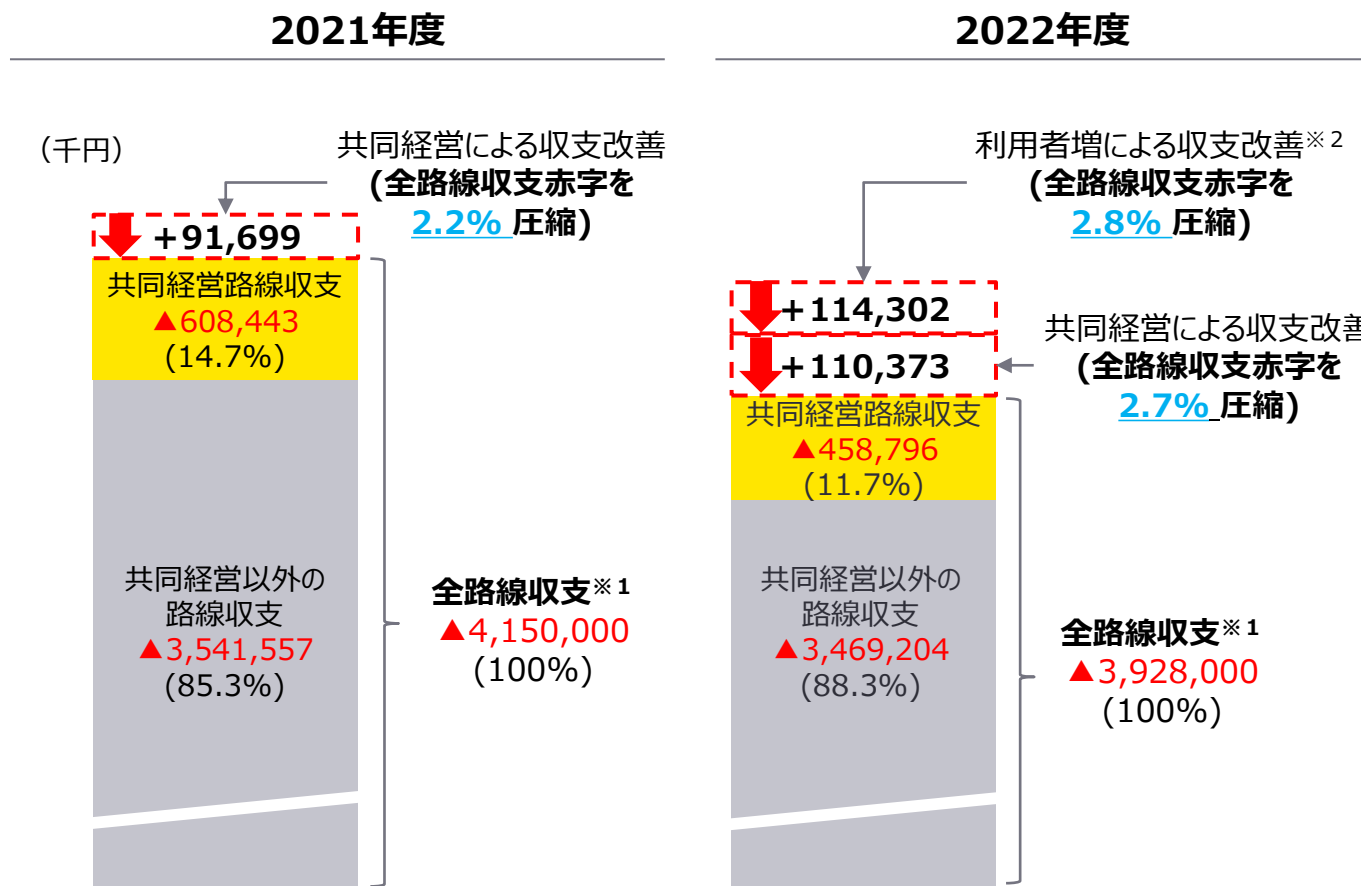 2021年度
（千円）
共同経営による収支改善
(全路線収支赤字を
2.2% 圧縮)
+91,699
共同経営路線収支
▲608,443
(14.7%)
共同経営以外の
路線収支
▲3,541,557
(85.3%)
全路線収支※1
▲4,150,000
(100%)
2022年度
利用者増による収支改善※2
(全路線収支赤字を
2.8% 圧縮)
+114,302
共同経営による収支改善
(全路線収支赤字を
2.7% 圧縮)
+110,373
共同経営路線収支
▲458,796
(11.7%)
共同経営以外の
路線収支
▲3,469,204
(88.3%)
全路線収支※1
▲3,928,000
(100%)